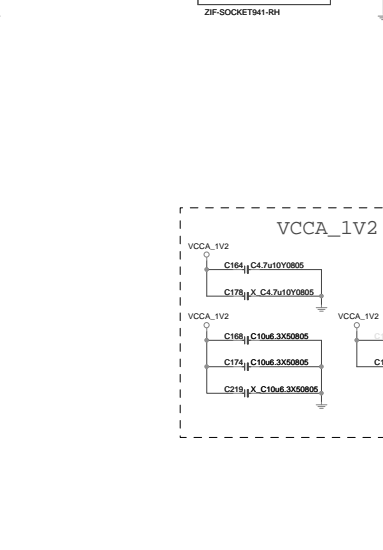 ZIF-SOCKET941-RH
VCCA_1V2
VCCA_1V2
C164 C4.7u10Y0805
C178 X_C4.7u10Y0805
VCCA_1V2 VCCA_1V2
C168 C10u6.3X50805
C174 C10u6.3X50805
C219 X_C10u6.3X50805